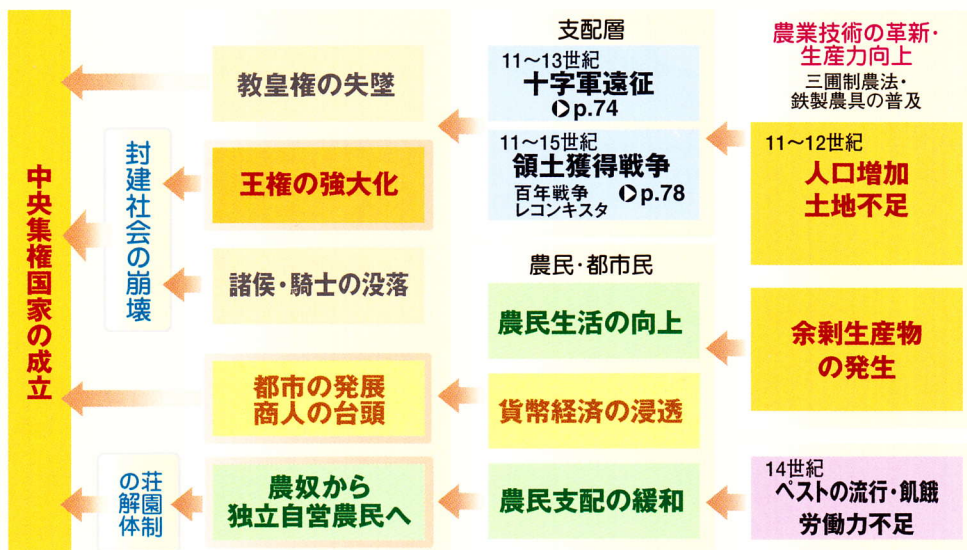 農業技術の革新・
生産力向上
三圃制農法・
鉄製農具の普及
11〜12世紀
人口増加
土地不足
余剰生産物
の発生
14世紀
ペストの流行・飢餓
労働力不足
支配層
11〜13世紀
十字軍遠征
p.74
11〜15世紀
領土獲得戦争
百年戦争 p.78
レコンキスタ
農民・都市民
農民生活の向上
貨幣経済の浸透
農民支配の緩和
教皇権の失墜
王権の強大化
諸侯・騎士の没落
都市の発展
商人の台頭
農奴から
独立自営農民へ
封建社会の崩壊
荘園制
の解体
中央集権国家の成立